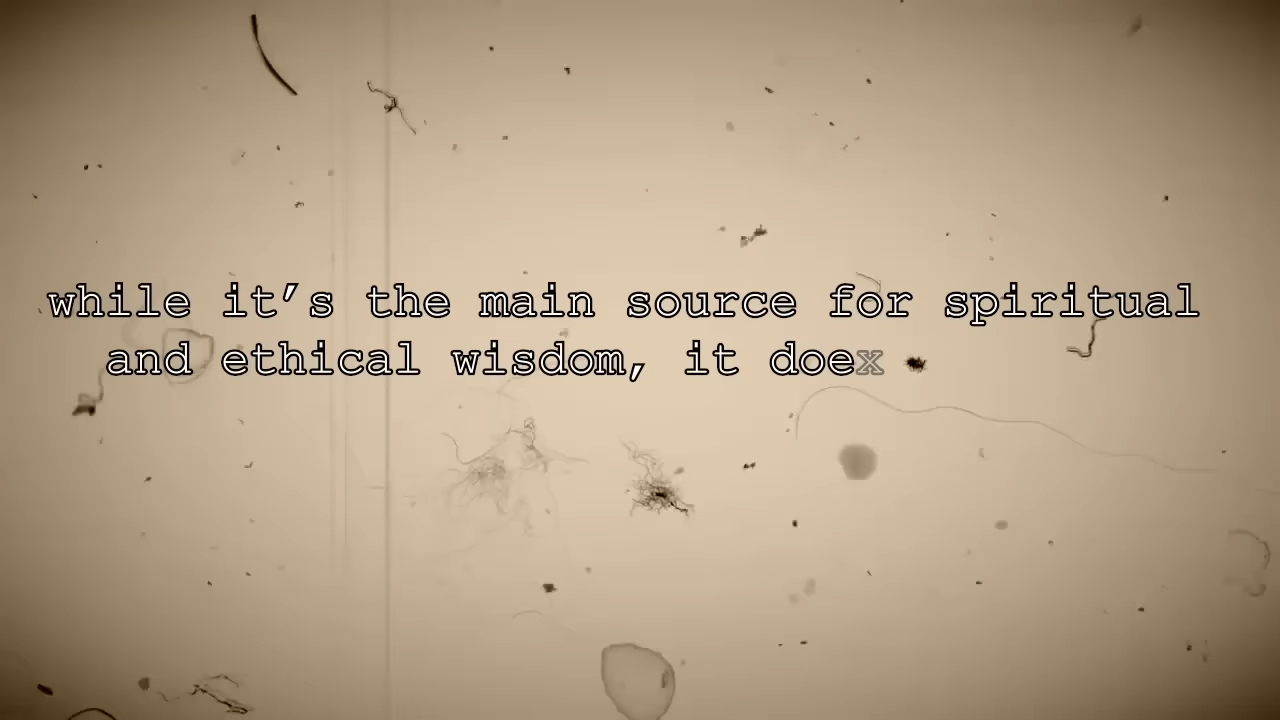 while it’s the main source for spiritual
and ethical wisdom, it doex